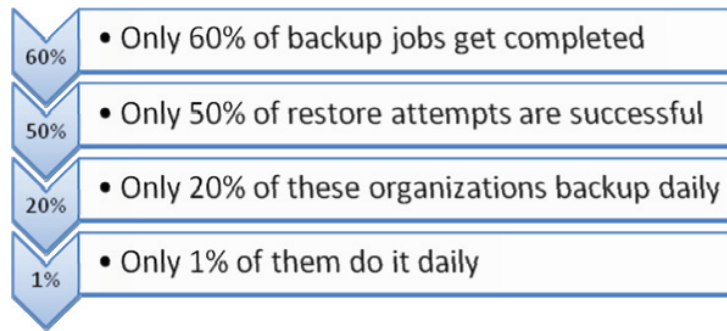 60%
• Only 60% of backup jobs get completed
50%
• Only 50% of restore attempts are successful
20%
• Only 20% of these organizations backup daily
1%
• Only 1% of them do it daily